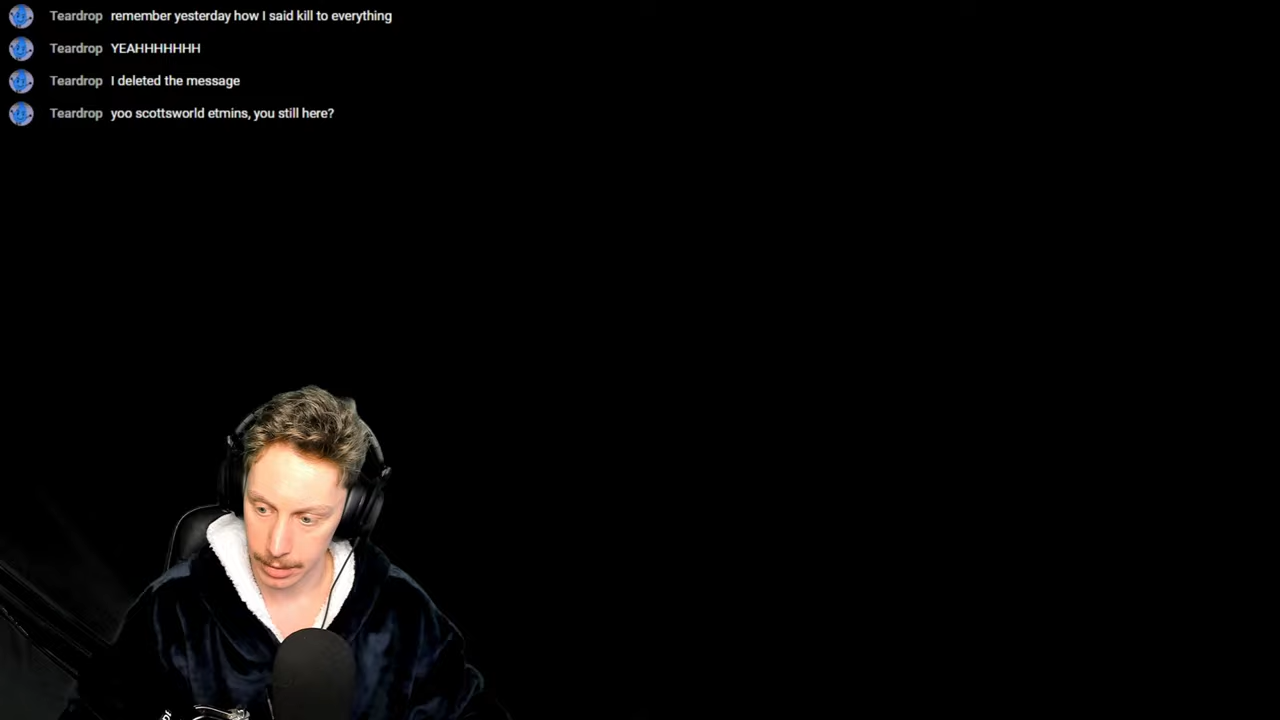 Teardrop remember yesterday how I said kill to everything
Teardrop YEAHHHHHHH
Teardrop I deleted the message
Teardrop yoo scottsworld etmins, you still here?